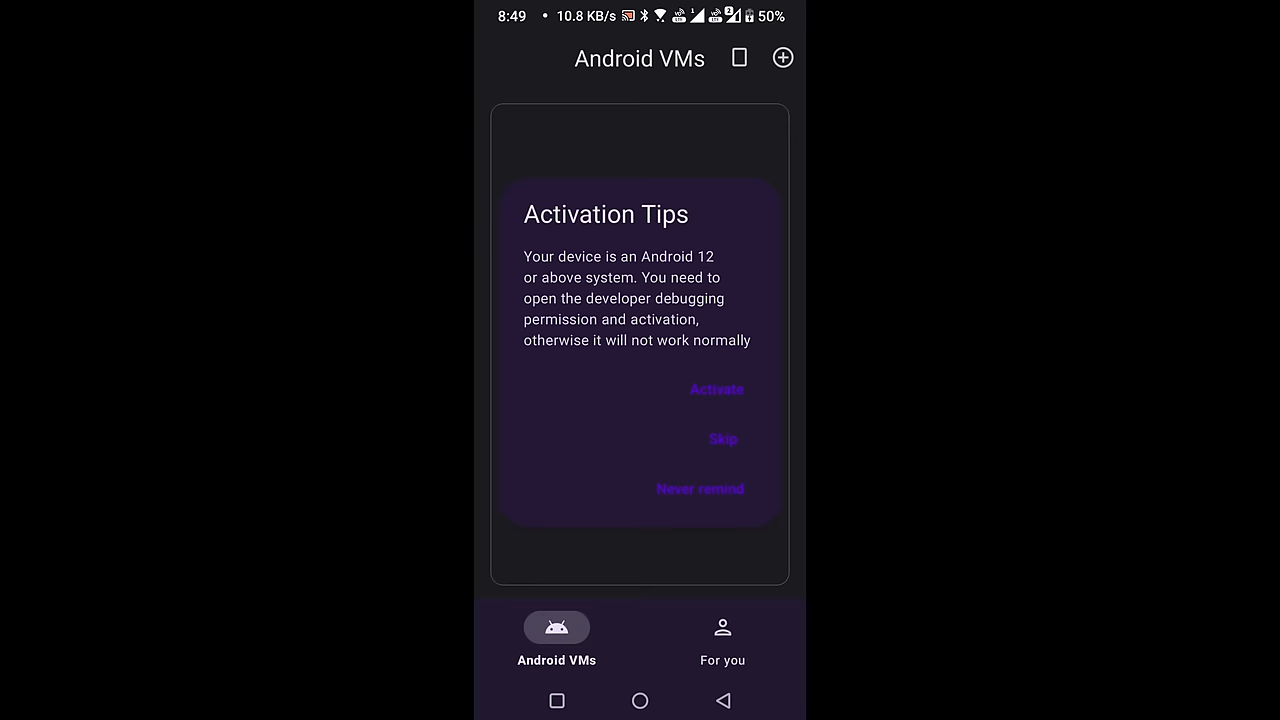 8:49 • 10.8 KB/s 1 2 50%
Android VMs
Activation Tips
Your device is an Android 12
or above system. You need to
open the developer debugging
permission and activation,
otherwise it will not work normally
Activate
Skip
Never remind
Android VMs
For you